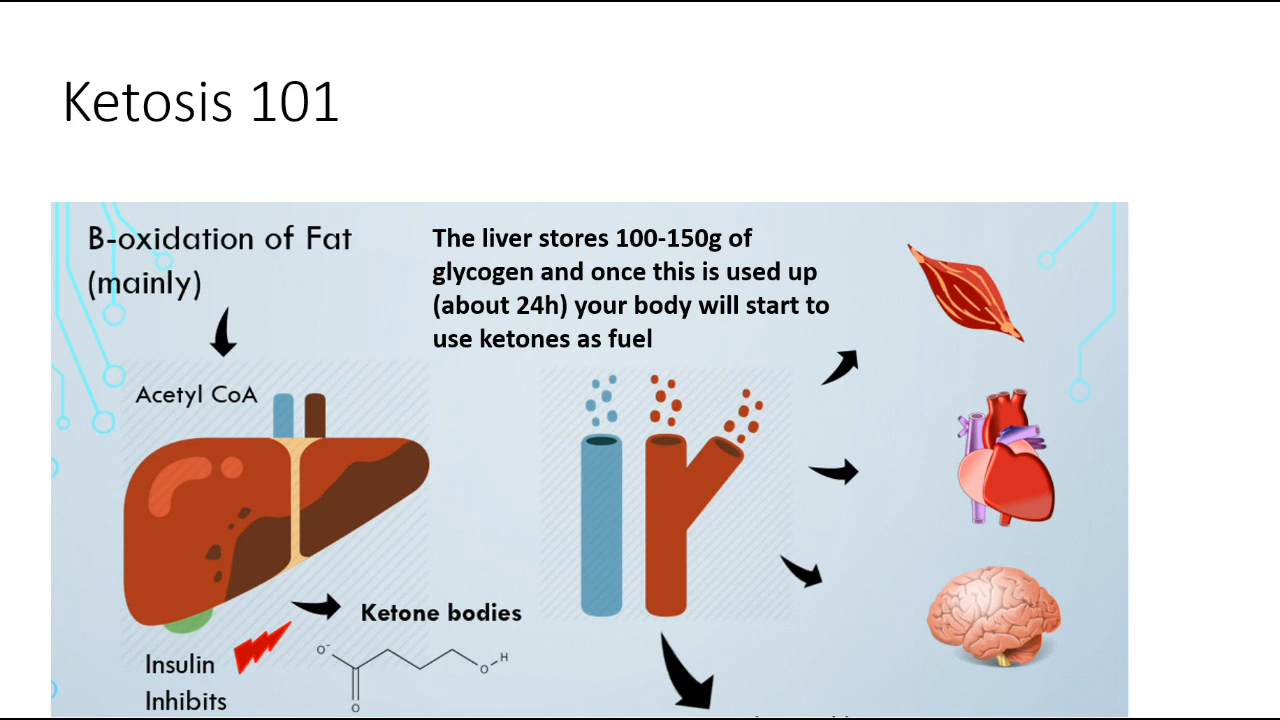 Ketosis 101
B-oxidation of Fat
(mainly)
The liver stores 100-150g of
glycogen and once this is used up
(about 24h) your body will start to
use ketones as fuel
Acetyl CoA
Ketone bodies
Insulin
Inhibits
O-
O
O
H